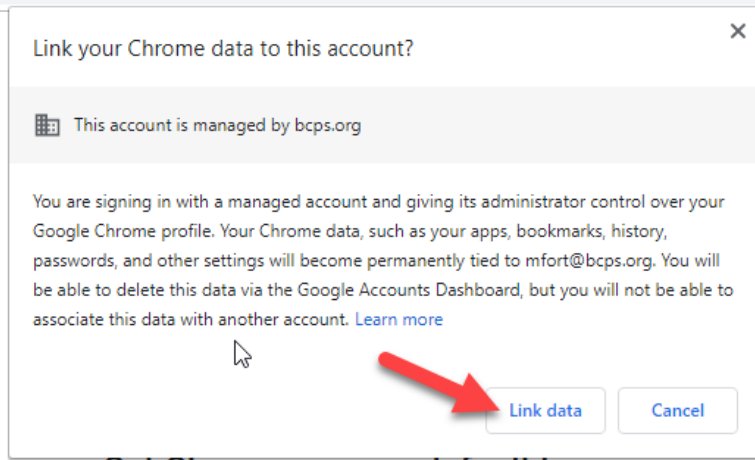 Link your Chrome data to this account?
This account is managed by bcps.org
You are signing in with a managed account and giving its administrator control over your
Google Chrome profile. Your Chrome data, such as your apps, bookmarks, history,
passwords, and other settings will become permanently tied to mfort@bcps.org. You will
be able to delete this data via the Google Accounts Dashboard, but you will not be able to
associate this data with another account. Learn more
Link data Cancel